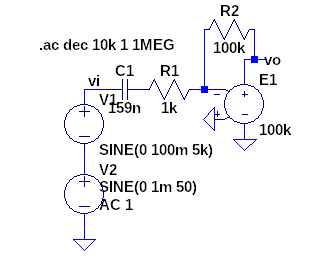 R2
.ac dec 10k 1 1MEG
100k
vo
C1
R1
E1
vi
V1
159n
1k
100k
SINE(0 100m 5k)
V2
SINE(0 1m 50)
AC 1